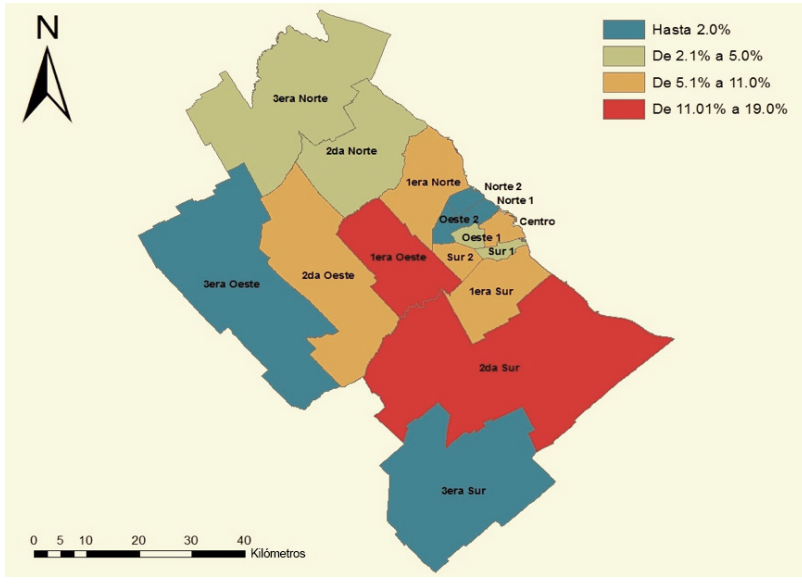 N
Hasta 2.0%
De 2.1% a 5.0%
De 5.1% a 11.0%
De 11.01% a 19.0%
3era Norte
2da Norte
1era Norte
Norte 2
Norte 1
Centro
Oeste 2
Oeste 1
Sur 1
Sur 2
1era Oeste
2da Oeste
3era Oeste
1era Sur
2da Sur
3era Sur
0 5 10 20 30 40
Kilómetros